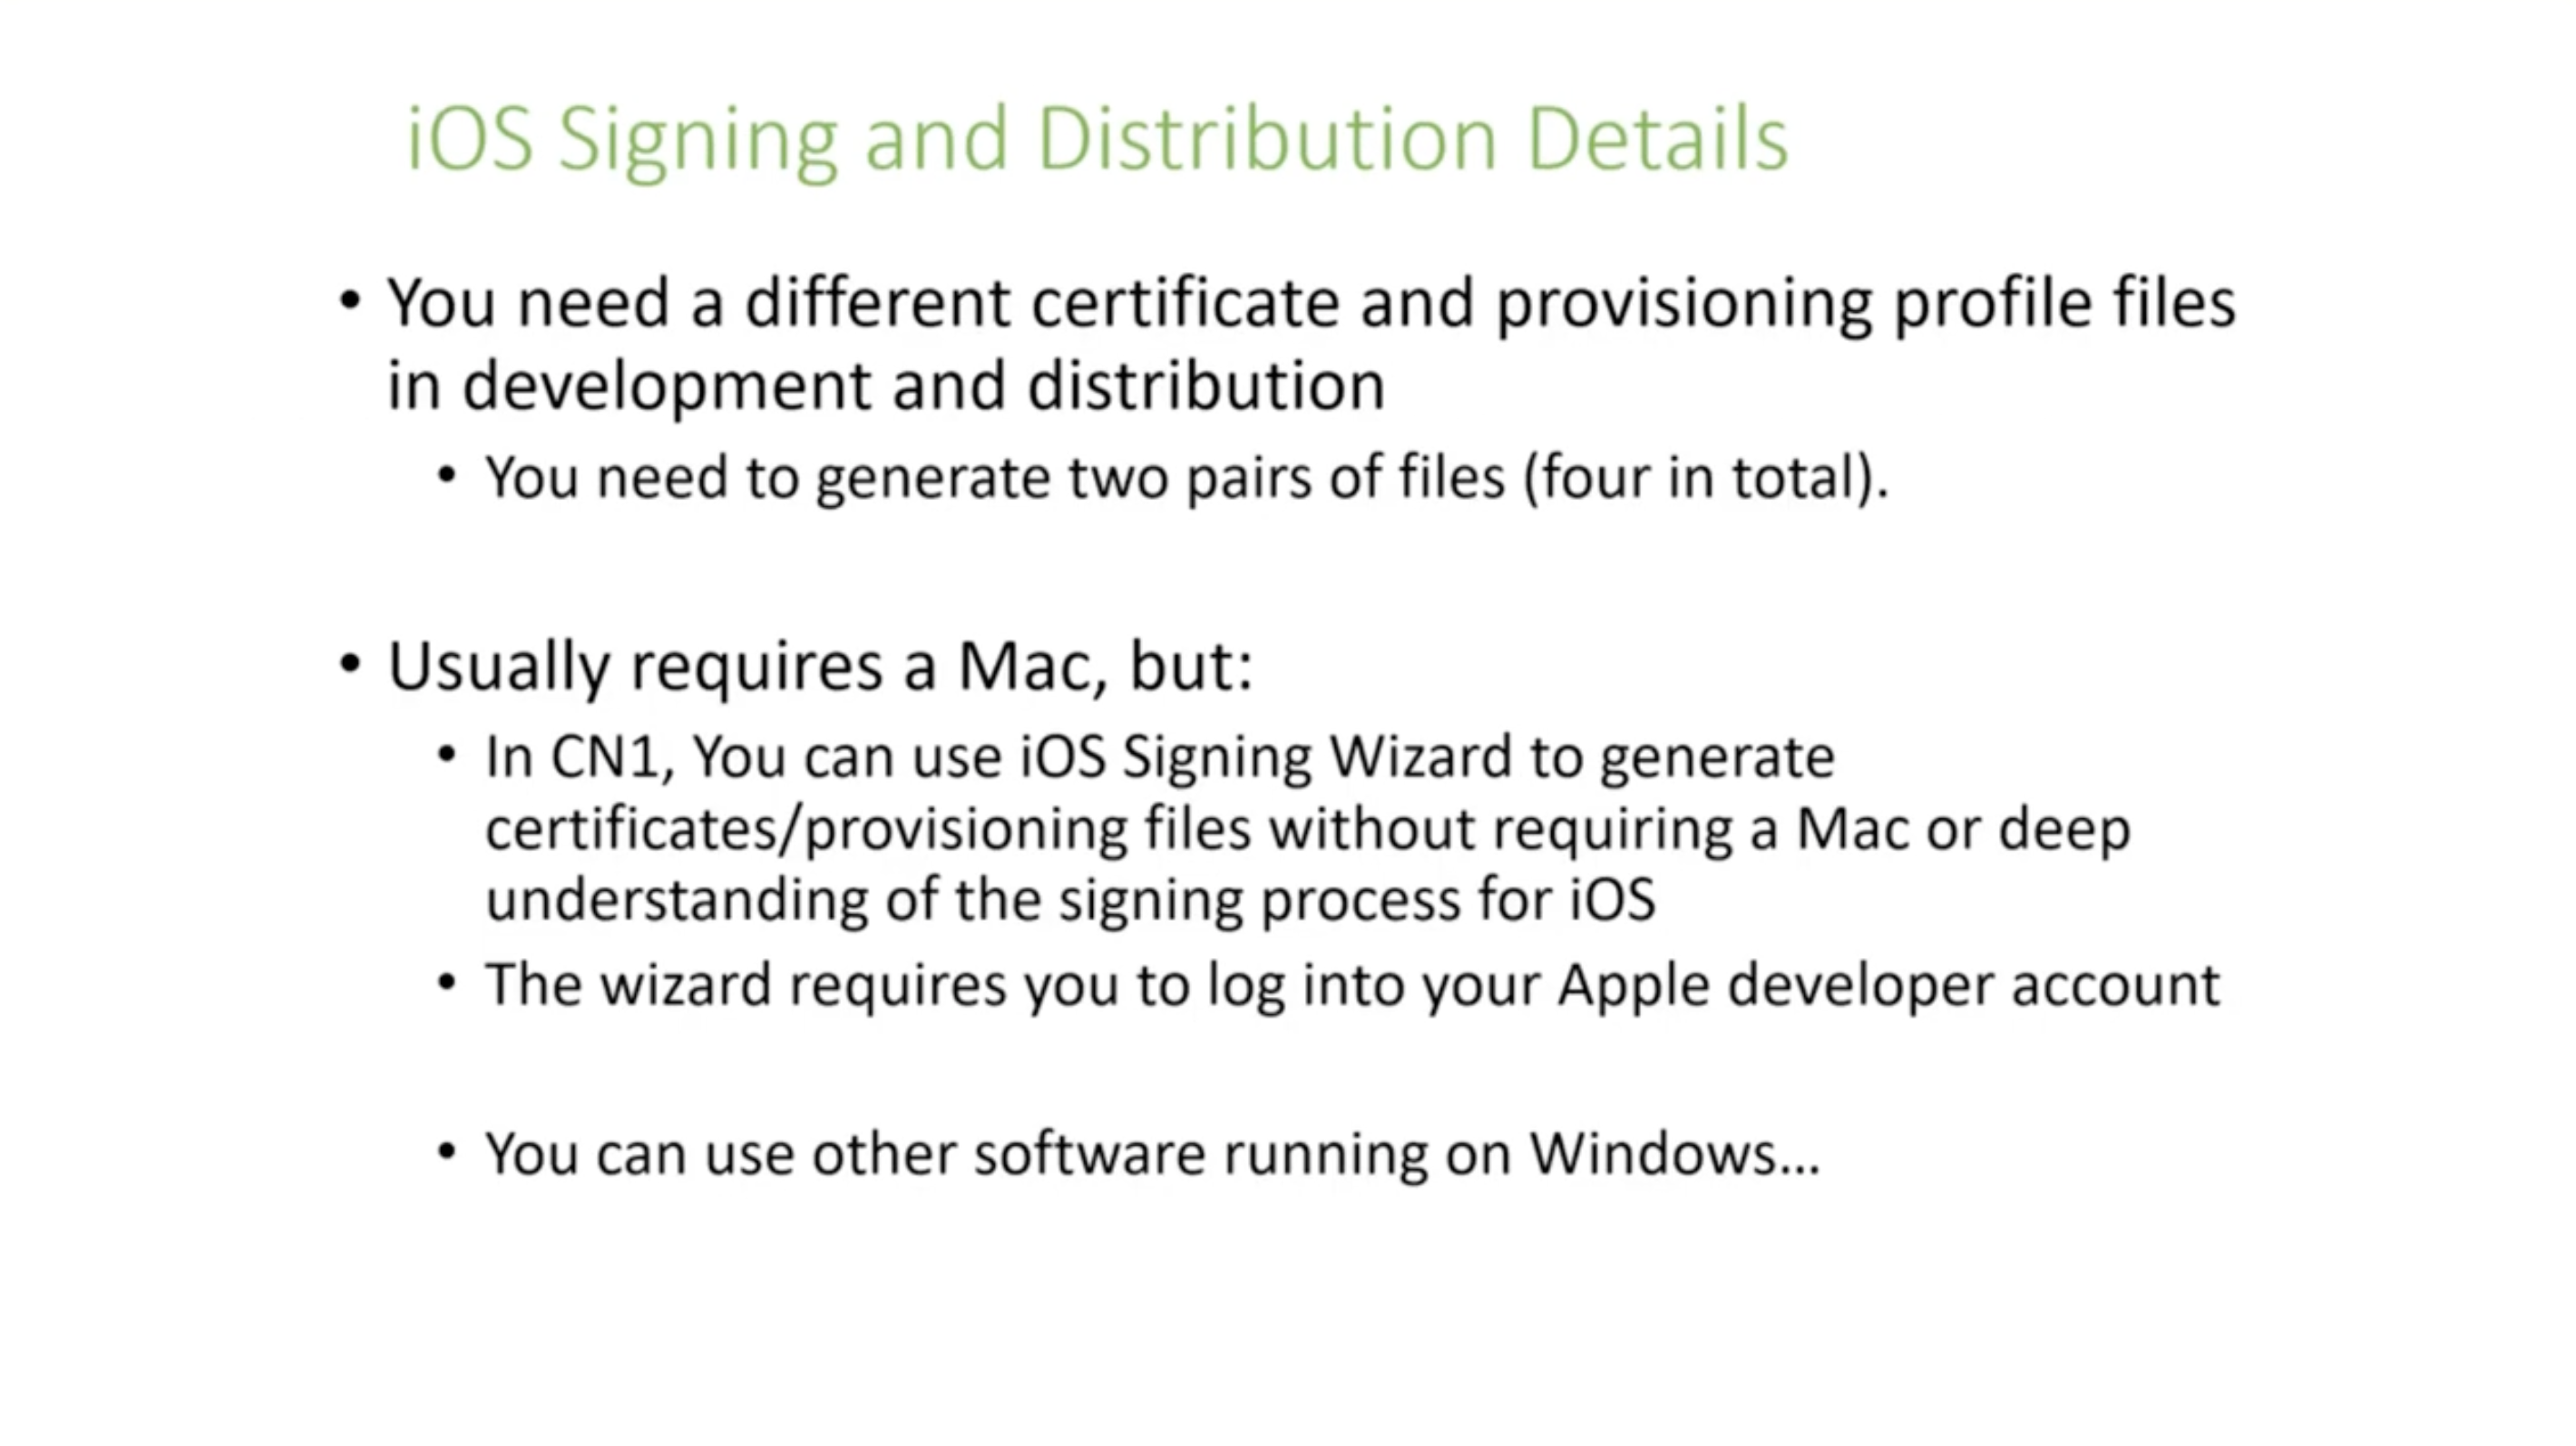 iOS Signing and Distribution Details
• You need a different certificate and provisioning profile files
in development and distribution
• You need to generate two pairs of files (four in total).
• Usually requires a Mac, but:
• In CN1, You can use iOS Signing Wizard to generate
certificates/provisioning files without requiring a Mac or deep
understanding of the signing process for iOS
• The wizard requires you to log into your Apple developer account
• You can use other software running on Windows...